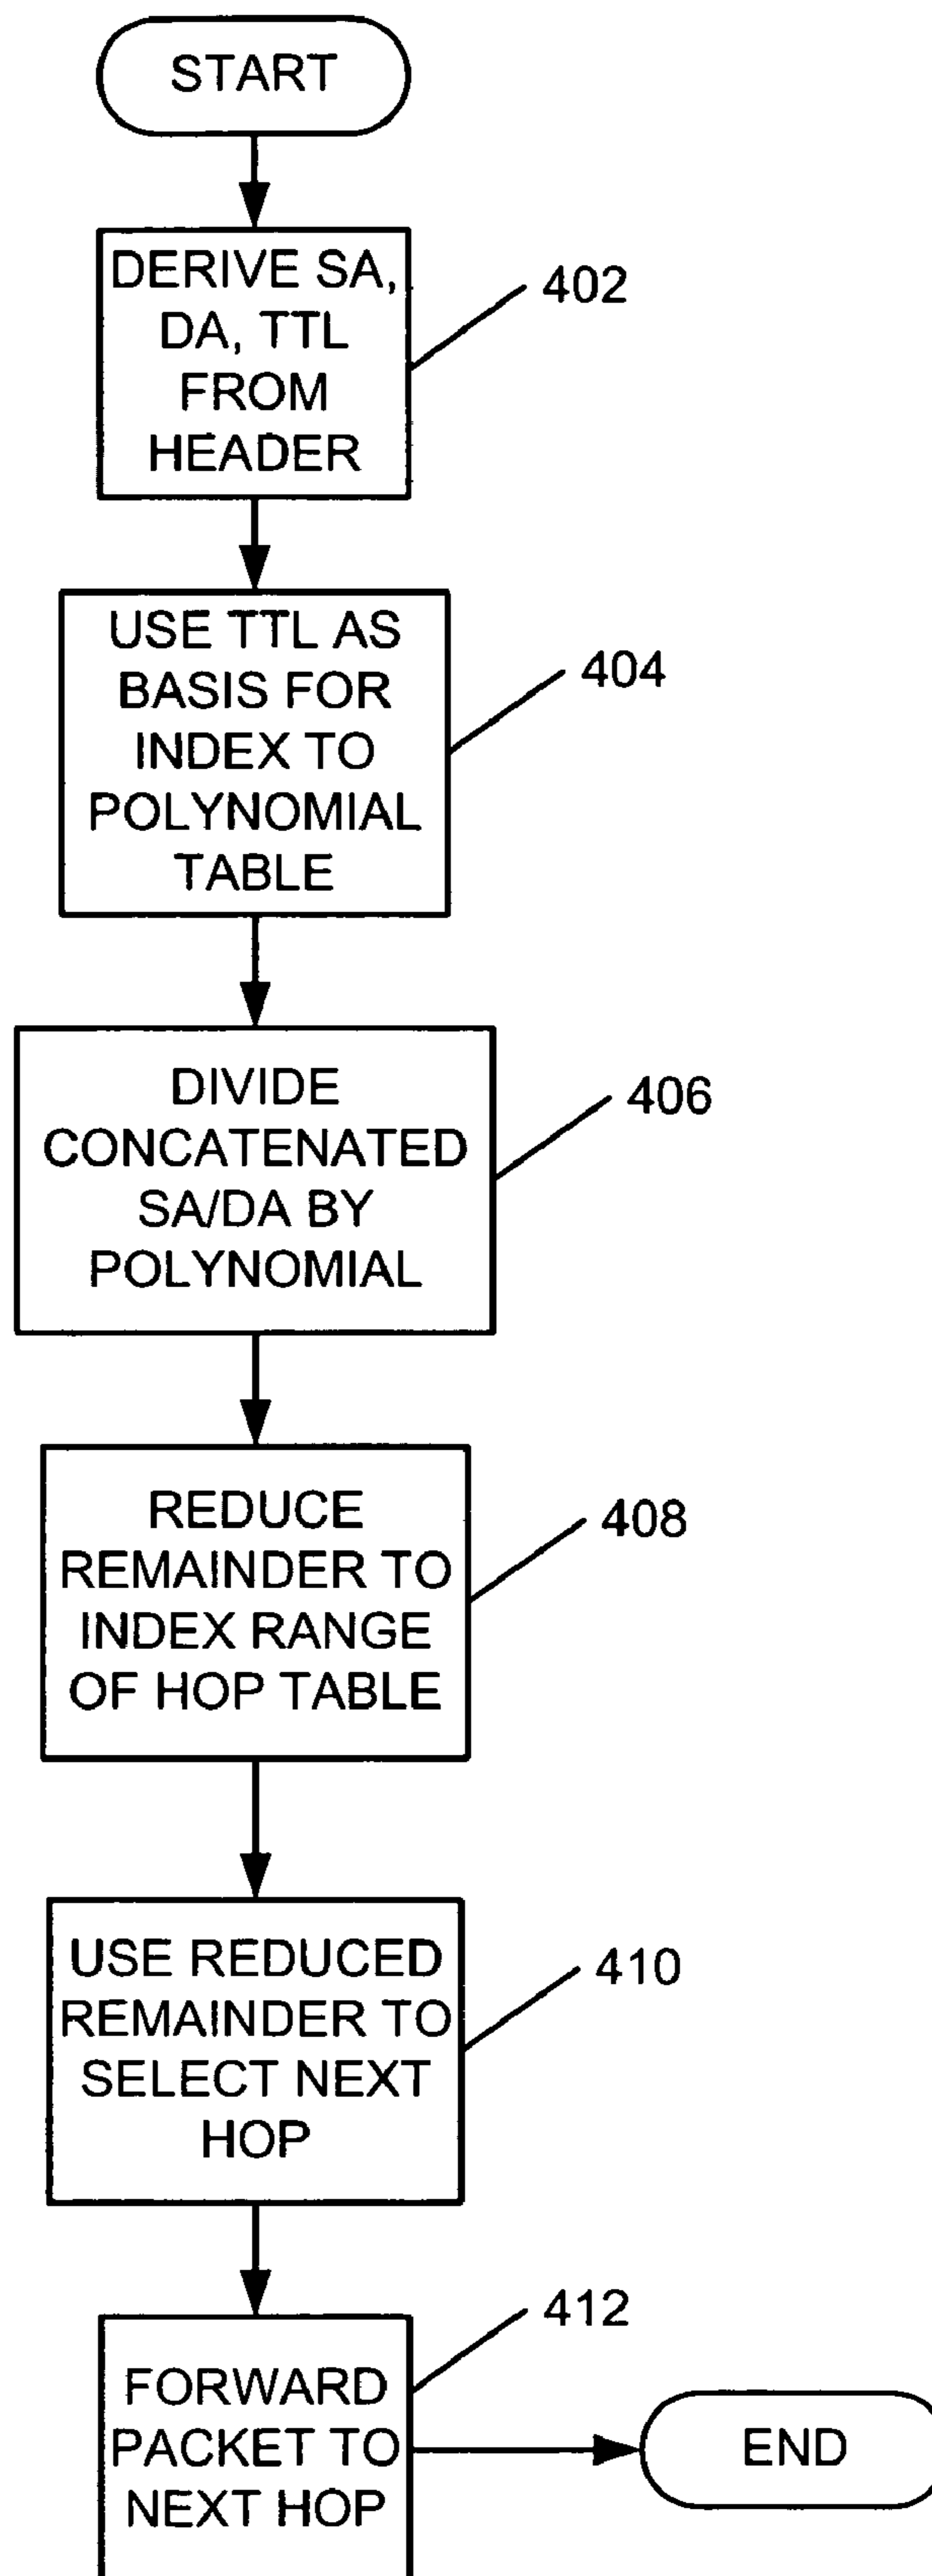 START
DERIVE SA,
DA, TTL
FROM
HEADER
402
USE TTL AS
BASIS FOR
INDEX TO
POLYNOMIAL
TABLE
404
DIVIDE
CONCATENATED
SA/DA BY
POLYNOMIAL
406
REDUCE
REMAINDER TO
INDEX RANGE
OF HOP TABLE
408
USE REDUCED
REMAINDER TO
SELECT NEXT
HOP
410
FORWARD
PACKET TO
NEXT HOP
412
END